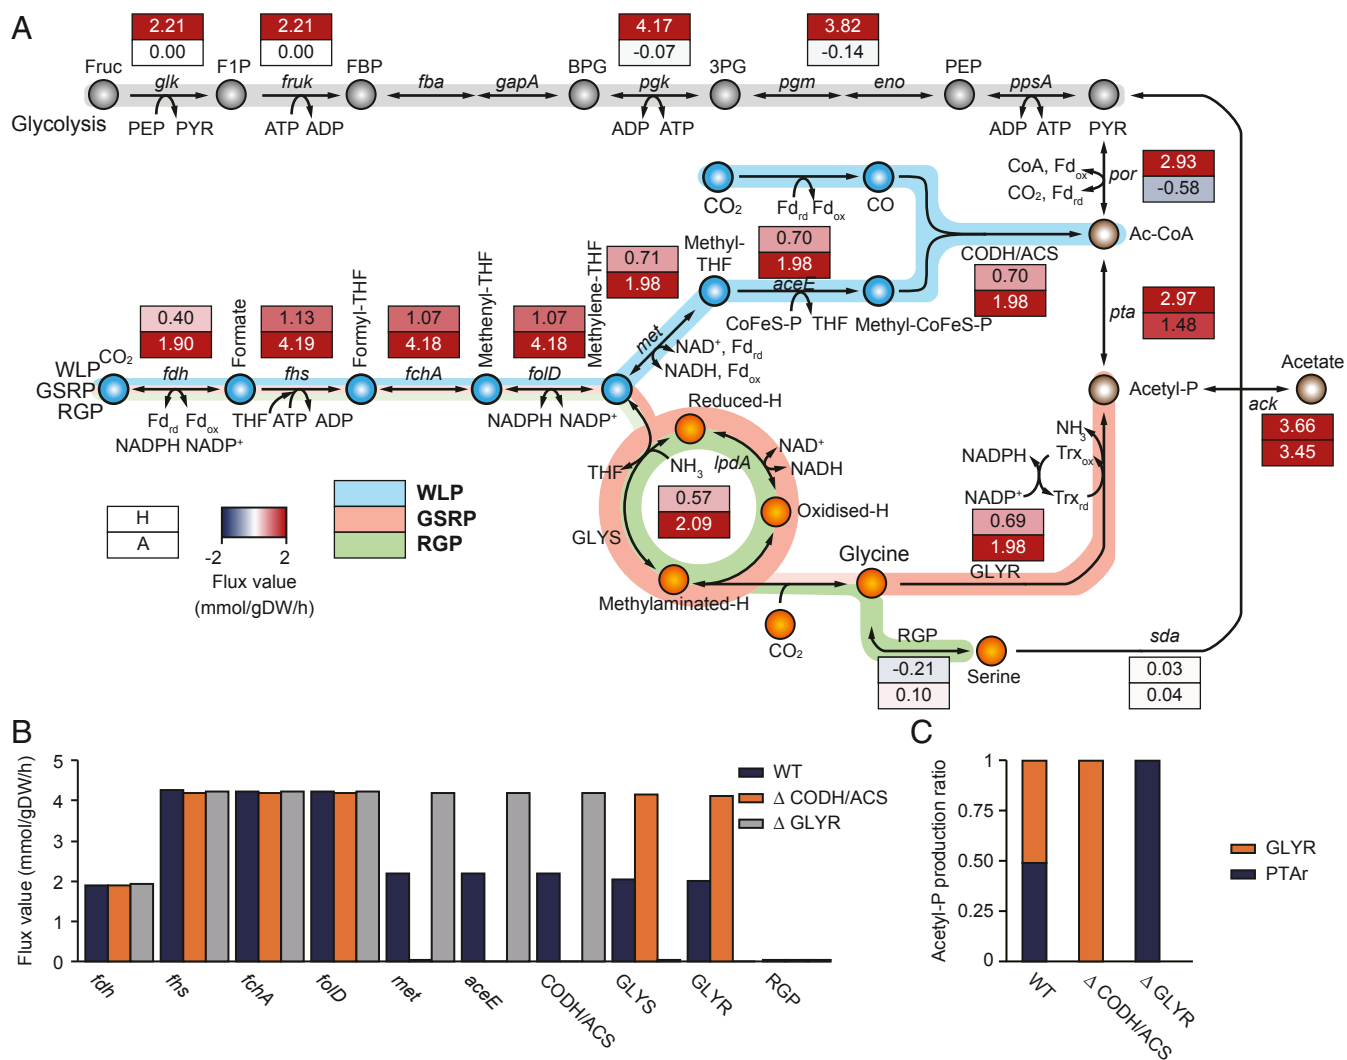 A
2.21
0.00
2.21
0.00
4.17
-0.07
3.82
-0.14
Fruc
glk
F1P
fruk
FBP
fba
gapA
BPG
pgk
3PG
pgm
eno
PEP
ppsA
Glycolysis
PEP PYR
ATP ADP
ADP ATP
ADP ATP
PYR
CoA, Fdox
CO2, Fdrd
por
2.93
-0.58
CO2
Fdrd Fdox
CO
Ac-CoA
CODH/ACS
0.70
1.98
Methyl-
THF
0.70
1.98
aceE
CoFeS-P THF
Methyl-CoFeS-P
0.71
1.98
met
NAD+, Fdrd
NADH, Fdox
pta
2.97
1.48
0.40
1.90
1.13
4.19
1.07
4.18
1.07
4.18
Formate
Formyl-THF
Methenyl-THF
Methylene-THF
WLP
GSRP
RGP
CO2
fdh
fhs
fchA
folD
Fdrd Fdox
NADPH NADP+
THF ATP ADP
NADPH NADP+
Acetyl-P
Acetate
ack
3.66
3.45
Reduced-H
THF
NH3
lpdA
NAD+
NADH
0.57
2.09
Oxidised-H
GLYS
Methylaminated-H
CO2
Glycine
GLYR
0.69
1.98
NADPH
NADP+
NH3
Trxox
Trxrd
RGP
-0.21
0.10
Serine
sda
0.03
0.04
H
A
-2 2
Flux value
(mmol/gDW/h)
WLP
GSRP
RGP
B
Flux value (mmol/gDW/h)
5
4
3
2
1
0
WT
Δ CODH/ACS
Δ GLYR
fdh
fhs
fchA
folD
met
aceE
CODH/ACS
GLYS
GLYR
RGP
C
Acetyl-P production ratio
1
0.75
0.50
0.25
0
WT
Δ CODH/ACS
Δ GLYR
GLYR
PTAr